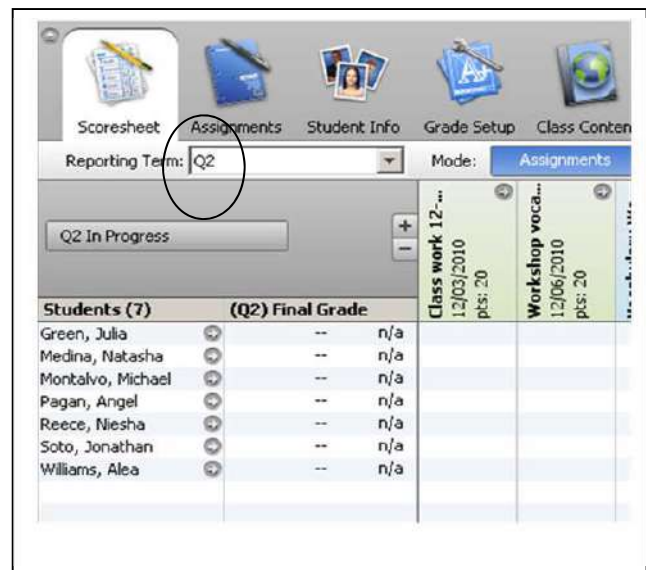 Scoresheet Assignments Student Info Grade Setup Class Conten
Reporting Term: Q2 Mode: Assignments
Q2 In Progress
+
-
Class work 12-...
12/03/2010
pts: 20
Workshop voca...
12/06/2010
pts: 20
Students (7) (Q2) Final Grade
Green, Julia -- n/a
Medina, Natasha -- n/a
Montalvo, Michael -- n/a
Pagan, Angel -- n/a
Reece, Niesha -- n/a
Soto, Jonathan -- n/a
Williams, Alea -- n/a